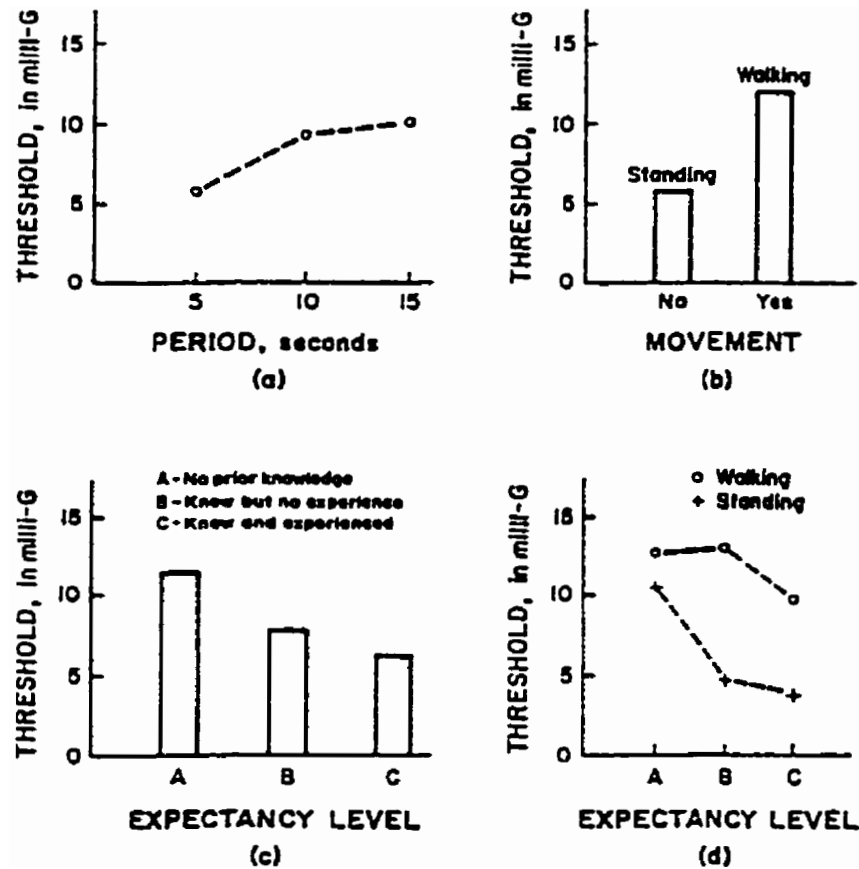 THRESHOLD, in milli-G
15
10
5
0
5 10 15
PERIOD, seconds
(a)
THRESHOLD, in milli-G
15
10
5
0
Standing
Walking
No Yes
MOVEMENT
(b)
THRESHOLD, in milli-G
15
10
5
0
A - No prior knowledge
B - Knew but no experience
C - Knew and experienced
A B C
EXPECTANCY LEVEL
(c)
THRESHOLD, in milli-G
15
10
5
0
o Walking
+ Standing
A B C
EXPECTANCY LEVEL
(d)